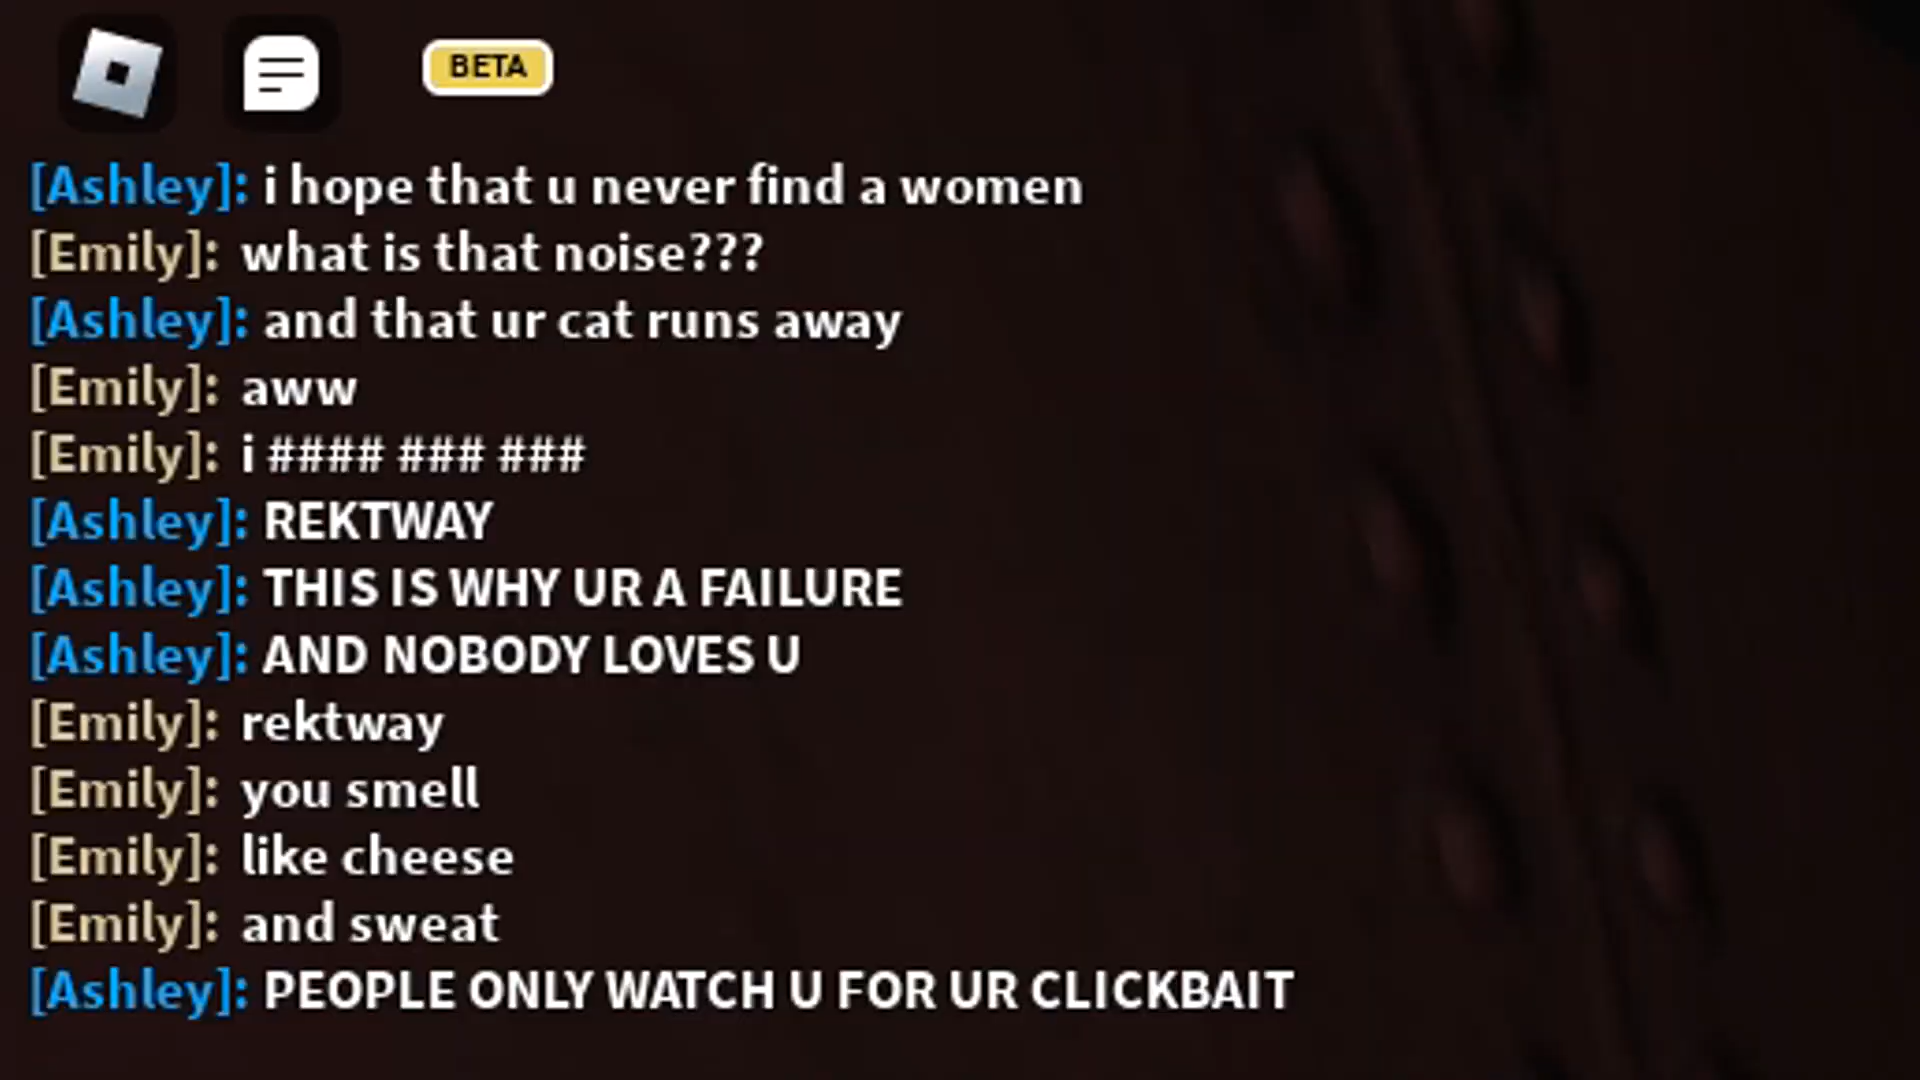 BETA
[Ashley]: i hope that u never find a women
[Emily]: what is that noise???
[Ashley]: and that ur cat runs away
[Emily]: aww
[Emily]: i #### ### ###
[Ashley]: REKTWAY
[Ashley]: THIS IS WHY UR A FAILURE
[Ashley]: AND NOBODY LOVES U
[Emily]: rektway
[Emily]: you smell
[Emily]: like cheese
[Emily]: and sweat
[Ashley]: PEOPLE ONLY WATCH U FOR UR CLICKBAIT